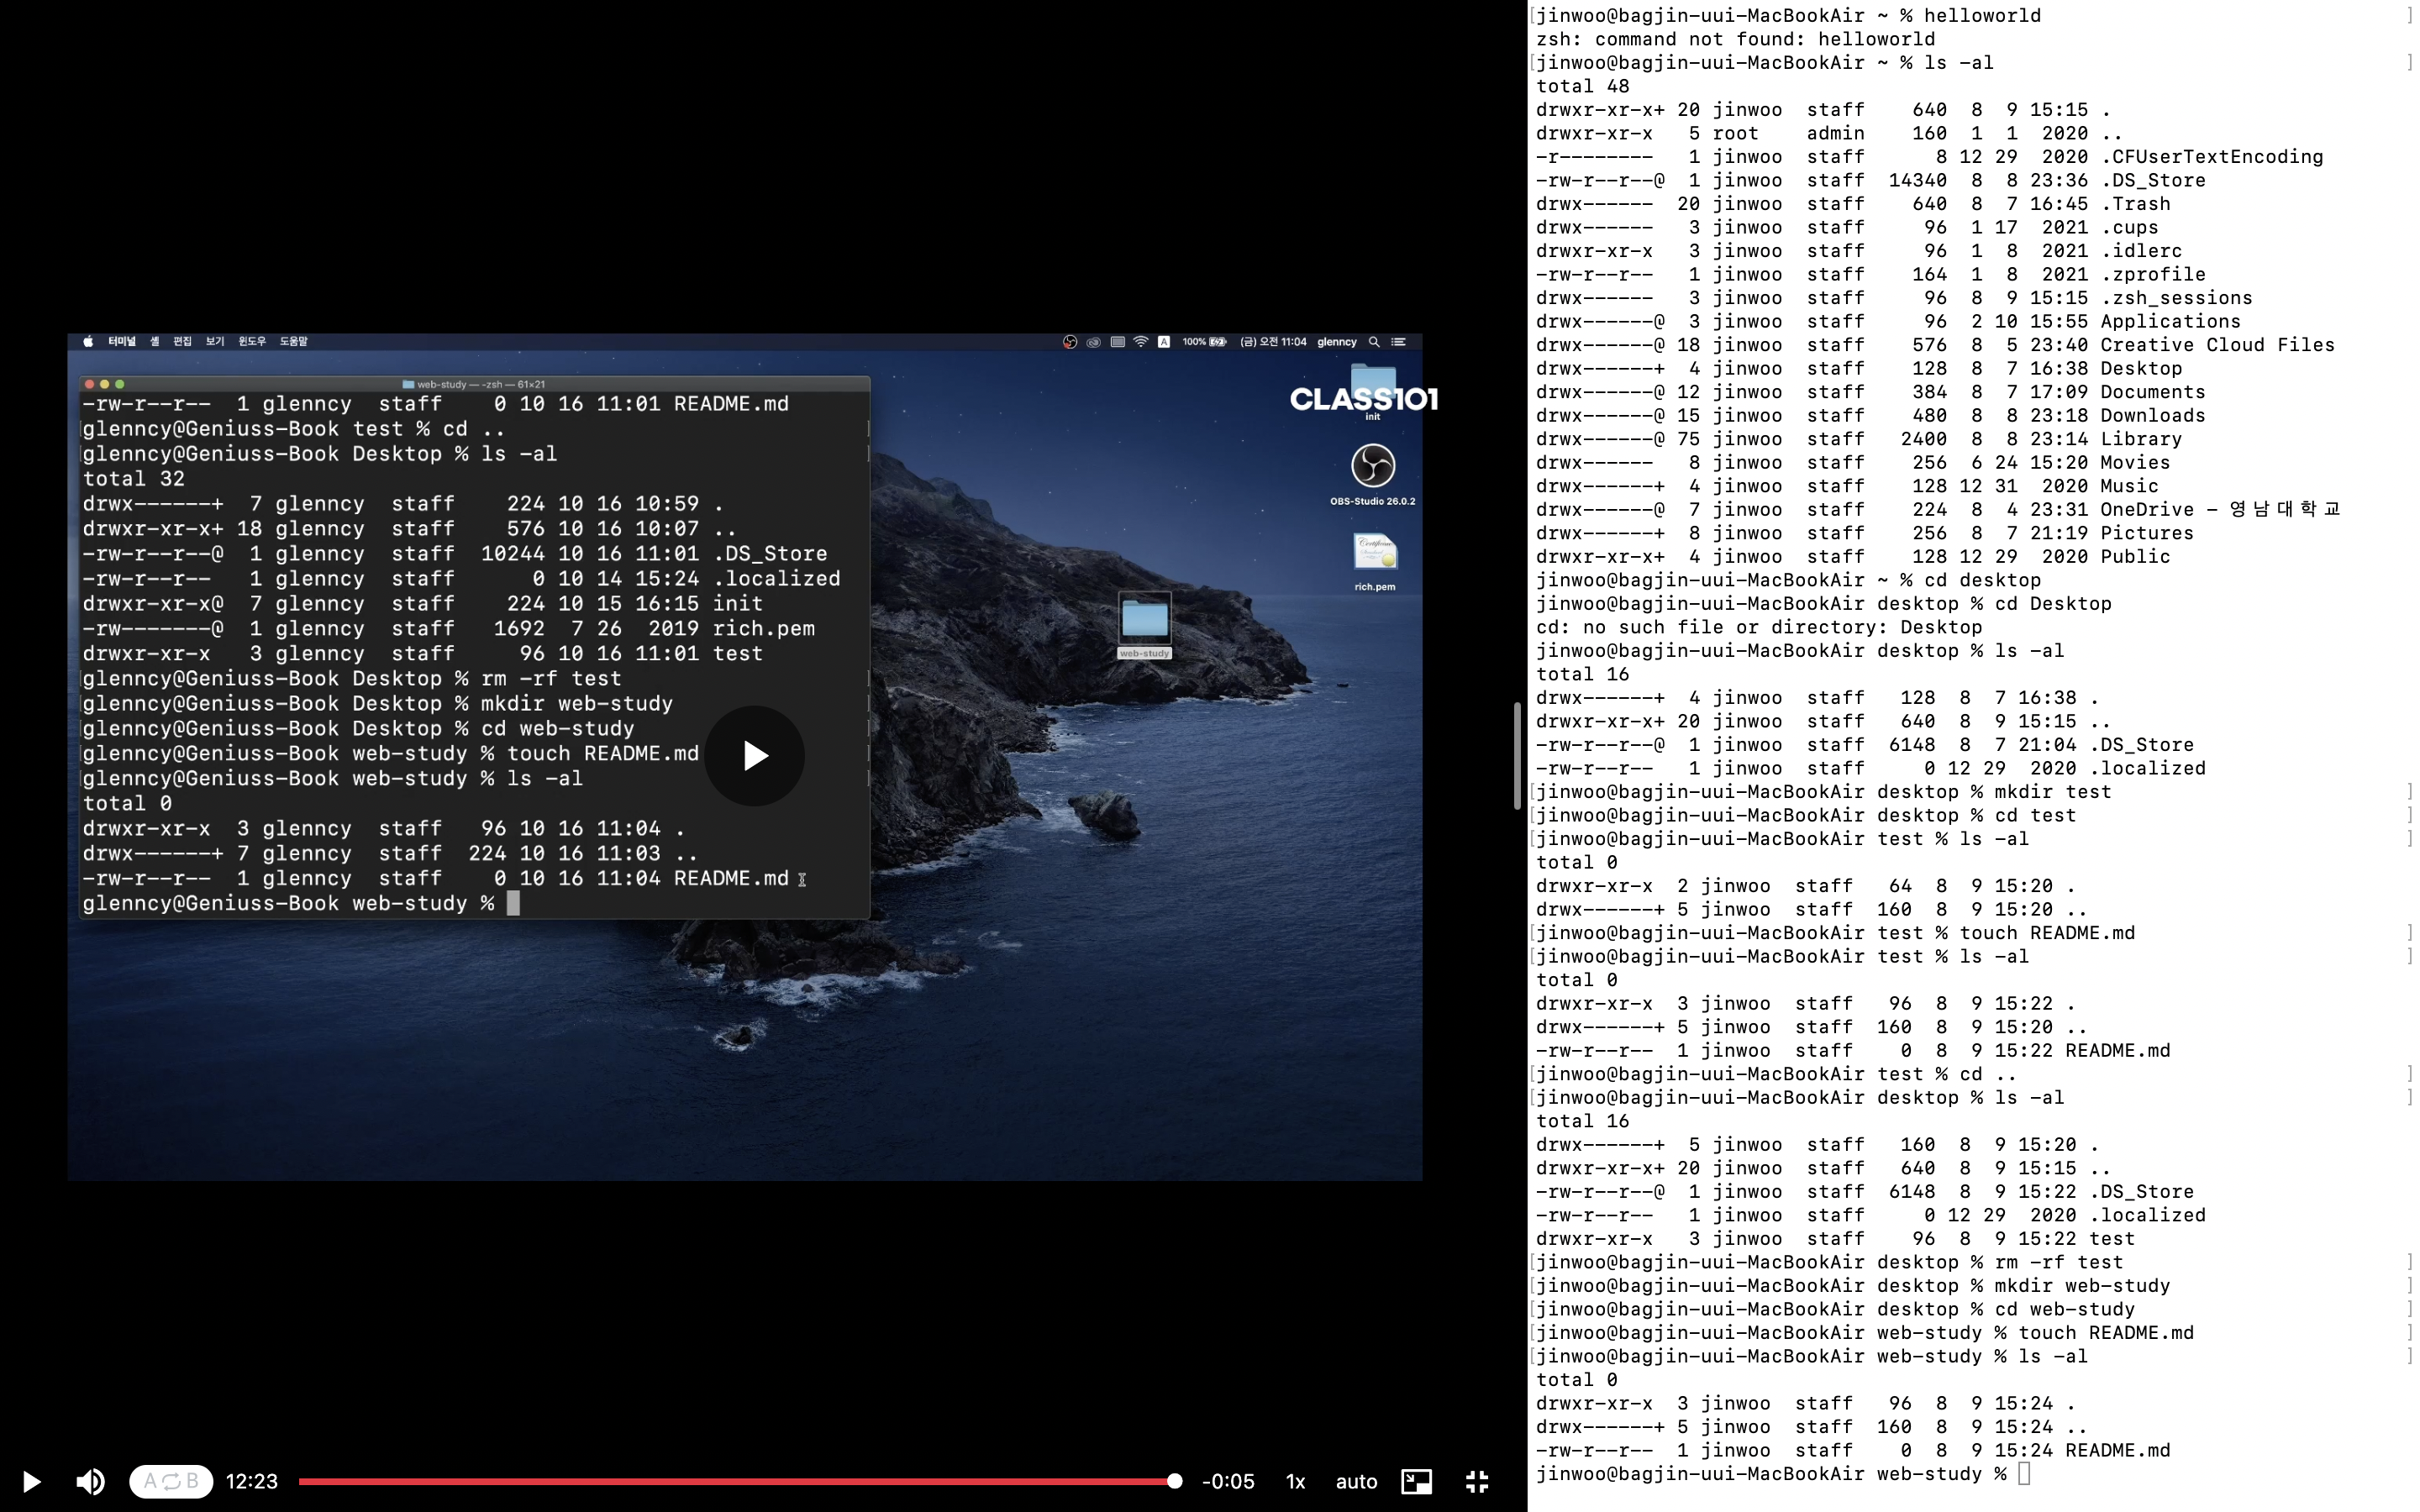 터미널 셸 편집 보기 윈도우 도움말
A 100% (금) 오전 11:04 glenncy
web-study — -zsh — 61×21
-rw-r--r-- 1 glenncy staff 0 10 16 11:01 README.md
glenncy@Geniuss-Book test % cd ..
glenncy@Geniuss-Book Desktop % ls -al
total 32
drwx------+ 7 glenncy staff 224 10 16 10:59 .
drwxr-xr-x+ 18 glenncy staff 576 10 16 10:07 ..
-rw-r--r--@ 1 glenncy staff 10244 10 16 11:01 .DS_Store
-rw-r--r-- 1 glenncy staff 0 10 14 15:24 .localized
drwxr-xr-x@ 7 glenncy staff 224 10 15 16:15 init
-rw-------@ 1 glenncy staff 1692 7 26 2019 rich.pem
drwxr-xr-x 3 glenncy staff 96 10 16 11:01 test
glenncy@Geniuss-Book Desktop % rm -rf test
glenncy@Geniuss-Book Desktop % mkdir web-study
glenncy@Geniuss-Book Desktop % cd web-study
glenncy@Geniuss-Book web-study % touch README.md
glenncy@Geniuss-Book web-study % ls -al
total 0
drwxr-xr-x 3 glenncy staff 96 10 16 11:04 .
drwx------+ 7 glenncy staff 224 10 16 11:03 ..
-rw-r--r-- 1 glenncy staff 0 10 16 11:04 README.md
glenncy@Geniuss-Book web-study %
CLASS101
init
OBS-Studio 26.0.2
rich.pem
web-study
A B 12:23 -0:05 1x auto
[jinwoo@bagjin-uui-MacBookAir ~ % helloworld ]
zsh: command not found: helloworld
[jinwoo@bagjin-uui-MacBookAir ~ % ls -al ]
total 48
drwxr-xr-x+ 20 jinwoo staff 640 8 9 15:15 .
drwxr-xr-x 5 root admin 160 1 1 2020 ..
-r-------- 1 jinwoo staff 8 12 29 2020 .CFUserTextEncoding
-rw-r--r--@ 1 jinwoo staff 14340 8 8 23:36 .DS_Store
drwx------ 20 jinwoo staff 640 8 7 16:45 .Trash
drwx------ 3 jinwoo staff 96 1 17 2021 .cups
drwxr-xr-x 3 jinwoo staff 96 1 8 2021 .idlerc
-rw-r--r-- 1 jinwoo staff 164 1 8 2021 .zprofile
drwx------ 3 jinwoo staff 96 8 9 15:15 .zsh_sessions
drwx------@ 3 jinwoo staff 96 2 10 15:55 Applications
drwx------@ 18 jinwoo staff 576 8 5 23:40 Creative Cloud Files
drwx------+ 4 jinwoo staff 128 8 7 16:38 Desktop
drwx------@ 12 jinwoo staff 384 8 7 17:09 Documents
drwx------@ 15 jinwoo staff 480 8 8 23:18 Downloads
drwx------@ 75 jinwoo staff 2400 8 8 23:14 Library
drwx------ 8 jinwoo staff 256 6 24 15:20 Movies
drwx------+ 4 jinwoo staff 128 12 31 2020 Music
drwx------@ 7 jinwoo staff 224 8 4 23:31 OneDrive - 영남대학교
drwx------+ 8 jinwoo staff 256 8 7 21:19 Pictures
drwxr-xr-x+ 4 jinwoo staff 128 12 29 2020 Public
jinwoo@bagjin-uui-MacBookAir ~ % cd desktop
jinwoo@bagjin-uui-MacBookAir desktop % cd Desktop
cd: no such file or directory: Desktop
jinwoo@bagjin-uui-MacBookAir desktop % ls -al
total 16
drwx------+ 4 jinwoo staff 128 8 7 16:38 .
drwxr-xr-x+ 20 jinwoo staff 640 8 9 15:15 ..
-rw-r--r--@ 1 jinwoo staff 6148 8 7 21:04 .DS_Store
-rw-r--r-- 1 jinwoo staff 0 12 29 2020 .localized
[jinwoo@bagjin-uui-MacBookAir desktop % mkdir test ]
[jinwoo@bagjin-uui-MacBookAir desktop % cd test ]
[jinwoo@bagjin-uui-MacBookAir test % ls -al ]
total 0
drwxr-xr-x 2 jinwoo staff 64 8 9 15:20 .
drwx------+ 5 jinwoo staff 160 8 9 15:20 ..
[jinwoo@bagjin-uui-MacBookAir test % touch README.md ]
[jinwoo@bagjin-uui-MacBookAir test % ls -al ]
total 0
drwxr-xr-x 3 jinwoo staff 96 8 9 15:22 .
drwx------+ 5 jinwoo staff 160 8 9 15:20 ..
-rw-r--r-- 1 jinwoo staff 0 8 9 15:22 README.md
[jinwoo@bagjin-uui-MacBookAir test % cd .. ]
[jinwoo@bagjin-uui-MacBookAir desktop % ls -al ]
total 16
drwx------+ 5 jinwoo staff 160 8 9 15:20 .
drwxr-xr-x+ 20 jinwoo staff 640 8 9 15:15 ..
-rw-r--r--@ 1 jinwoo staff 6148 8 9 15:22 .DS_Store
-rw-r--r-- 1 jinwoo staff 0 12 29 2020 .localized
drwxr-xr-x 3 jinwoo staff 96 8 9 15:22 test
[jinwoo@bagjin-uui-MacBookAir desktop % rm -rf test ]
[jinwoo@bagjin-uui-MacBookAir desktop % mkdir web-study ]
[jinwoo@bagjin-uui-MacBookAir desktop % cd web-study ]
[jinwoo@bagjin-uui-MacBookAir web-study % touch README.md ]
[jinwoo@bagjin-uui-MacBookAir web-study % ls -al ]
total 0
drwxr-xr-x 3 jinwoo staff 96 8 9 15:24 .
drwx------+ 5 jinwoo staff 160 8 9 15:24 ..
-rw-r--r-- 1 jinwoo staff 0 8 9 15:24 README.md
jinwoo@bagjin-uui-MacBookAir web-study %